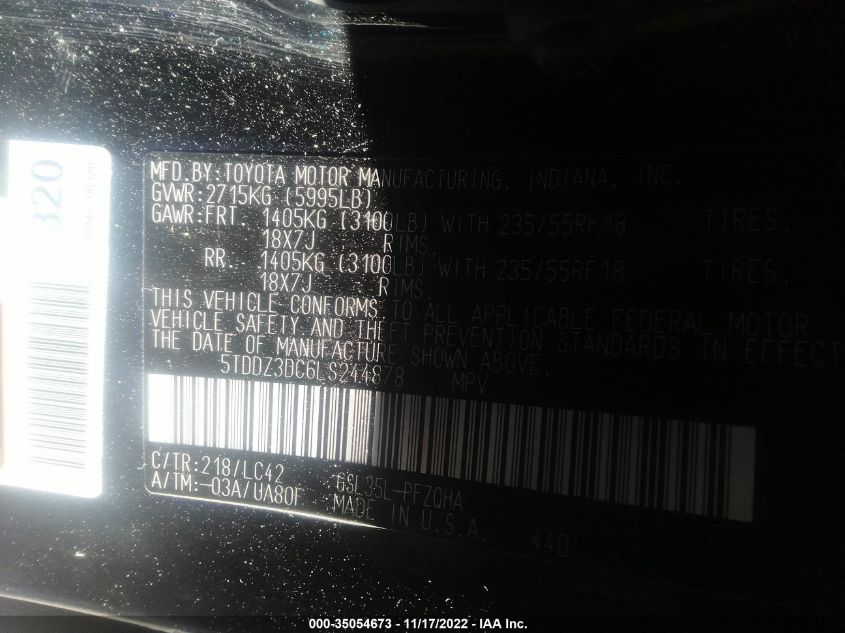 320
MFD.BY:TOYOTA MOTOR MANUFACTURING, INDIANA, INC.
GVWR:2715KG (5995LB)
GAWR:FRT. 1405KG (3100LB) WITH 235/55RF18 TIRES,
18X7J RIMS.
RR. 1405KG (3100LB) WITH 235/55RF18 TIRES,
18X7J RIMS.
THIS VEHICLE CONFORMS TO ALL APPLICABLE FEDERAL MOTOR
VEHICLE SAFETY AND THEFT PREVENTION STANDARDS IN EFFECT
THE DATE OF MANUFACTURE SHOWN ABOVE.
5TDDZ3DC6LS244878 MPV
C/TR:218/LC42 GSL35L-PFZQHA
A/TM:-03A/UA80F MADE IN U.S.A. 440
000-35054673 - 11/17/2022 - IAA Inc.